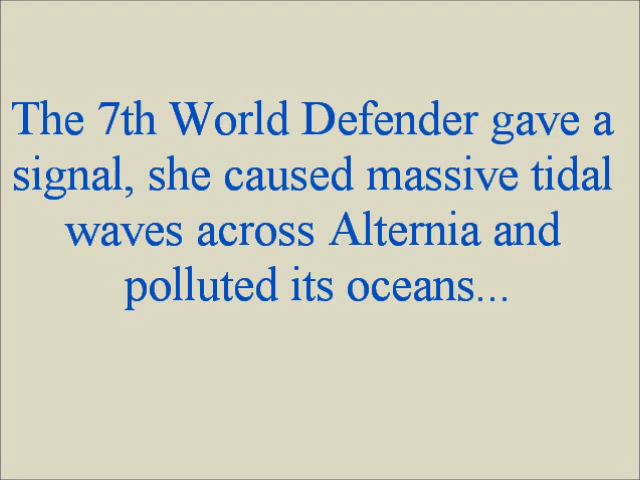 The 7th World Defender gave a
signal, she caused massive tidal
waves across Alternia and
polluted its oceans...